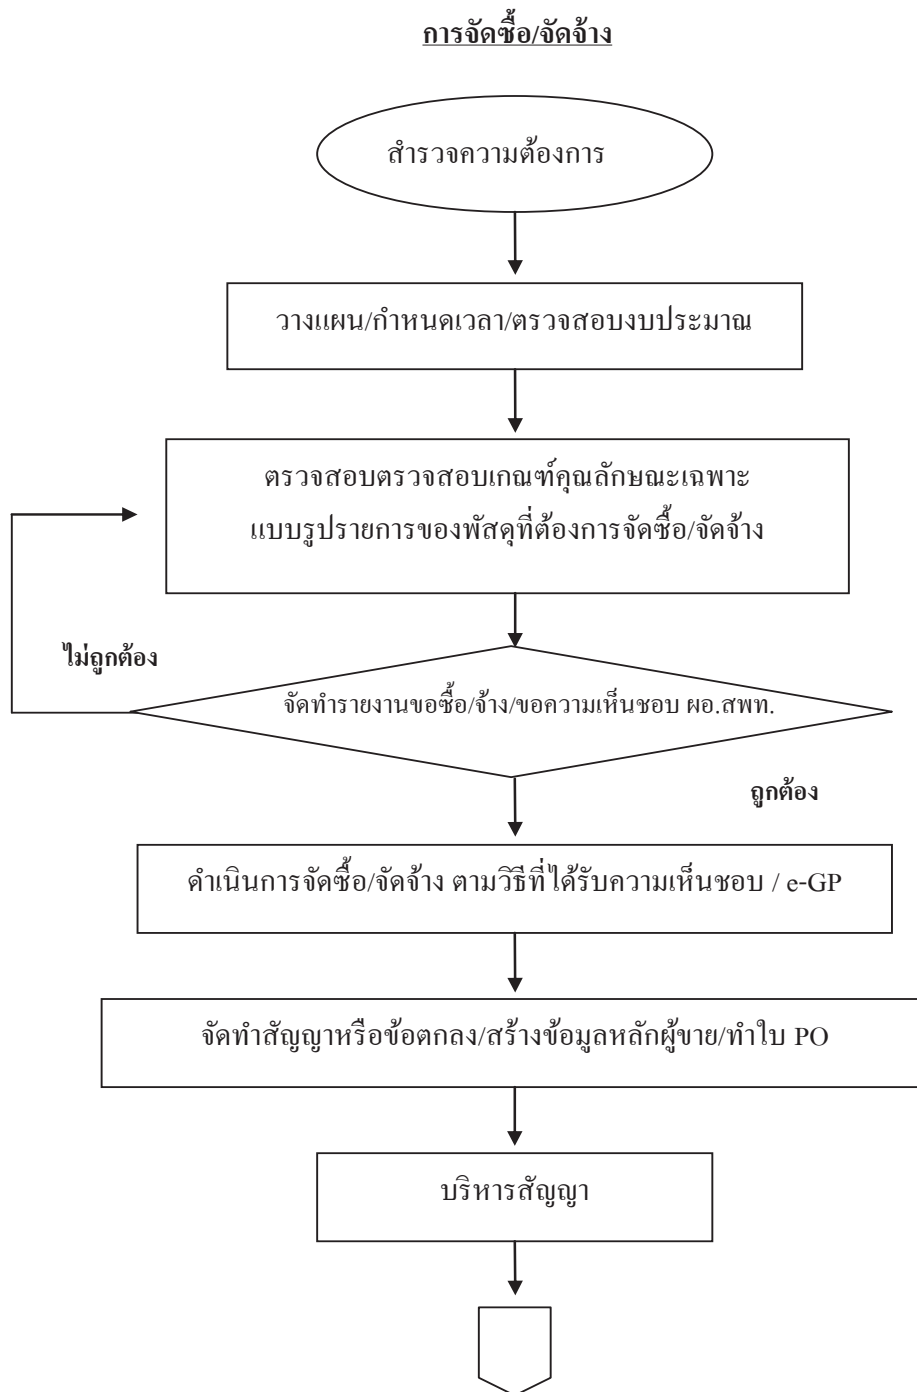 การจัดซื้อ/จัดจ้าง
สำรวจความต้องการ
วางแผน/กำหนดเวลา/ตรวจสอบงบประมาณ
ตรวจสอบตรวจสอบเกณฑ์คุณลักษณะเฉพาะ
แบบรูปรายการของพัสดุที่ต้องการจัดซื้อ/จัดจ้าง
ไม่ถูกต้อง
จัดทำรายงานขอซื้อ/จ้าง/ขอความเห็นชอบ ผอ.สพท.
ถูกต้อง
ดำเนินการจัดซื้อ/จัดจ้าง ตามวิธีที่ได้รับความเห็นชอบ / e-GP
จัดทำสัญญาหรือข้อตกลง/สร้างข้อมูลหลักผู้ขาย/ทำใบ PO
บริหารสัญญา